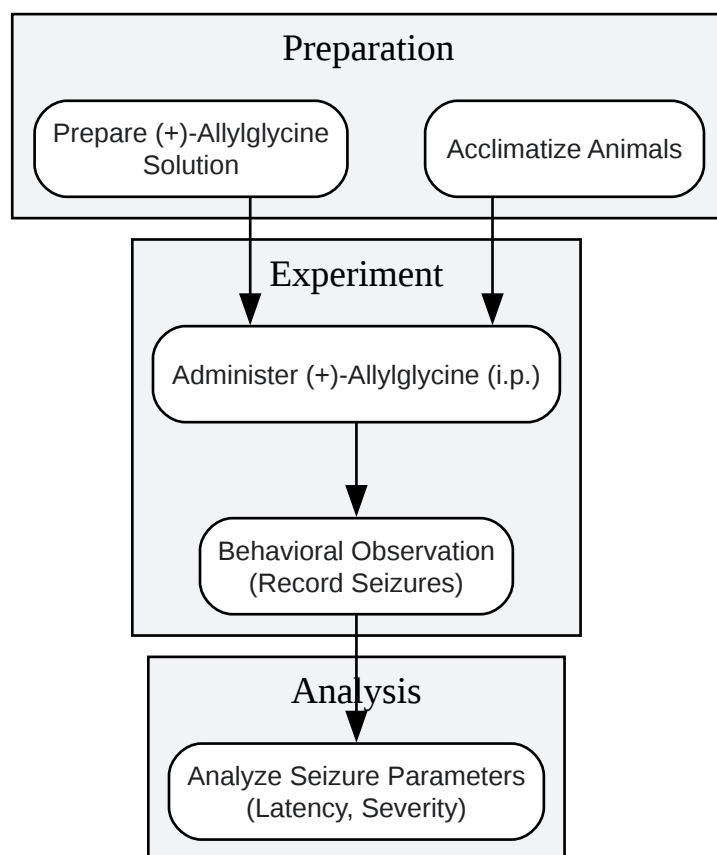 Preparation
Prepare (+)-Allylglycine
Solution
Acclimatize Animals
Experiment
Administer (+)-Allylglycine (i.p.)
Behavioral Observation
(Record Seizures)
Analysis
Analyze Seizure Parameters
(Latency, Severity)